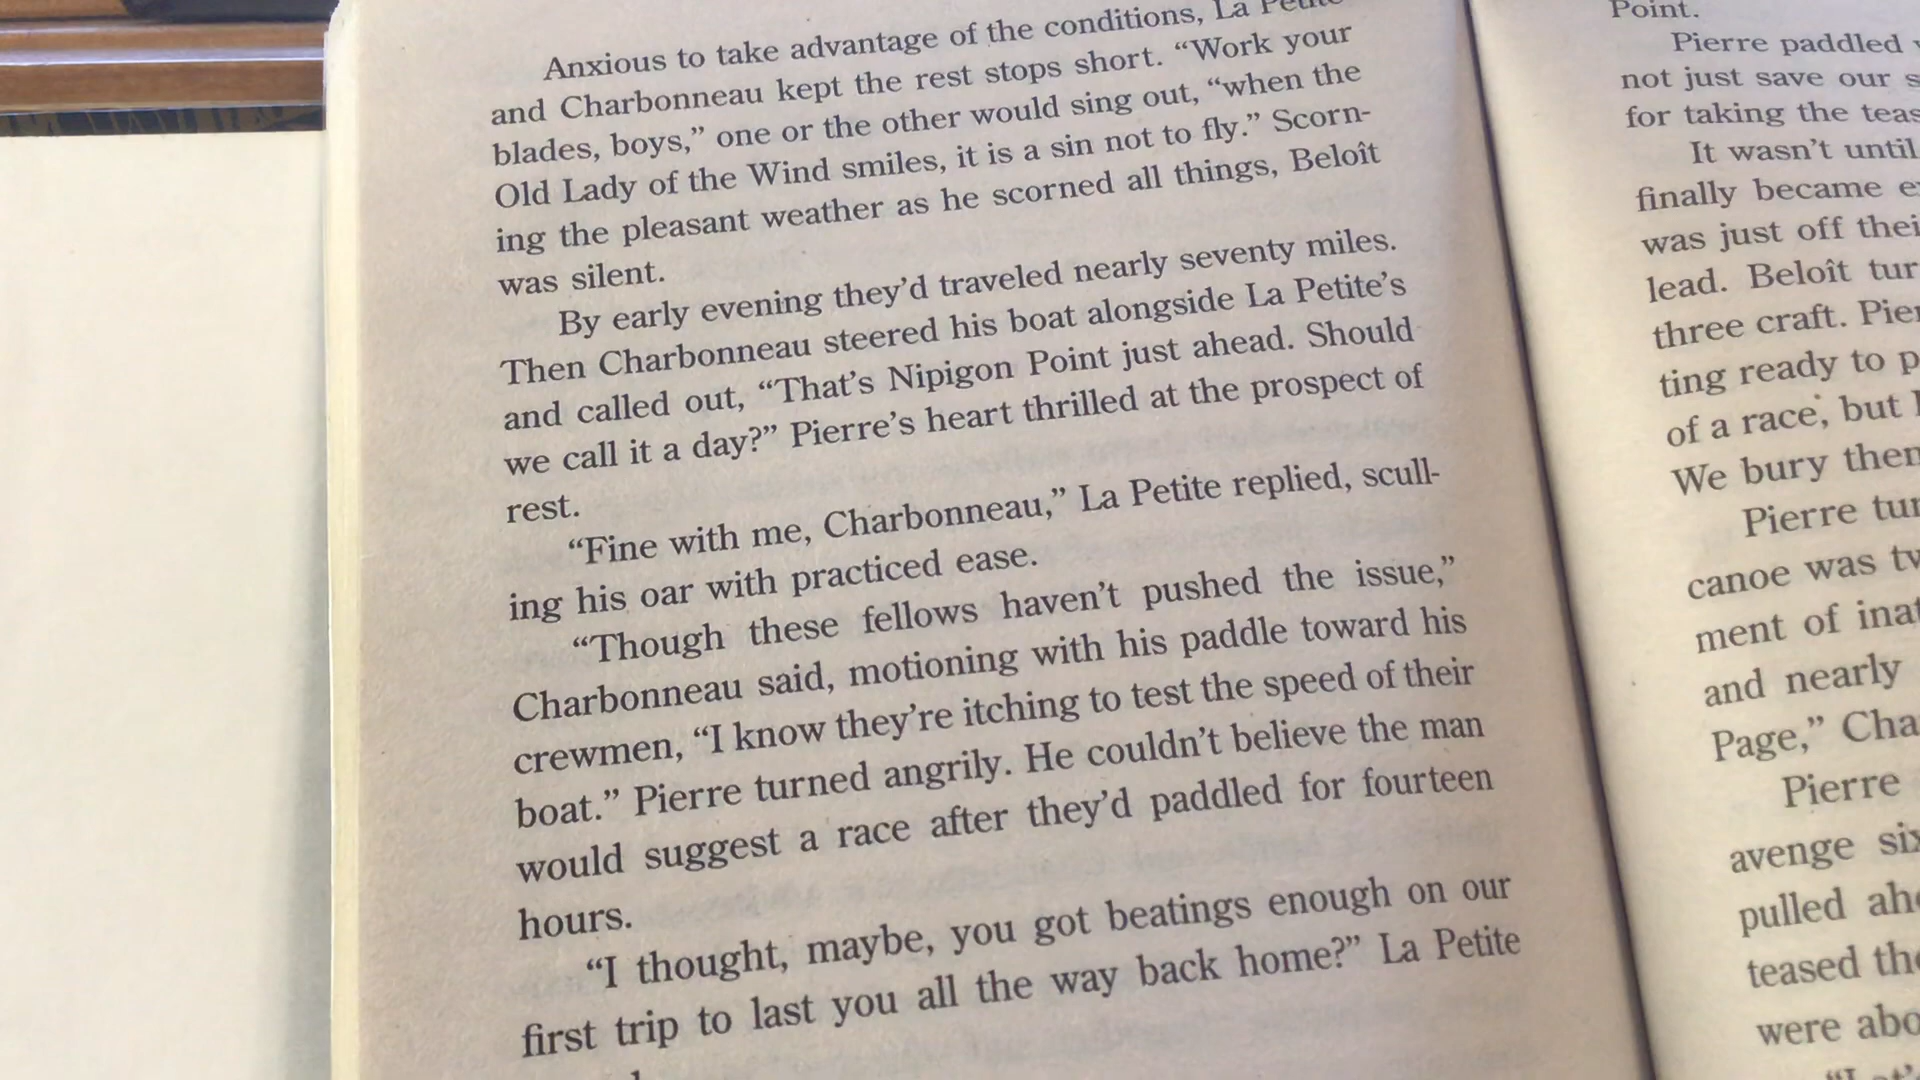 Anxious to take advantage of the conditions, La Petite
and Charbonneau kept the rest stops short. “Work your
blades, boys,” one or the other would sing out, “when the
Old Lady of the Wind smiles, it is a sin not to fly.” Scorn-
ing the pleasant weather as he scorned all things, Beloît
was silent.
By early evening they’d traveled nearly seventy miles.
Then Charbonneau steered his boat alongside La Petite’s
and called out, “That’s Nipigon Point just ahead. Should
we call it a day?” Pierre’s heart thrilled at the prospect of
rest.
“Fine with me, Charbonneau,” La Petite replied, scull-
ing his oar with practiced ease.
“Though these fellows haven’t pushed the issue,”
Charbonneau said, motioning with his paddle toward his
crewmen, “I know they’re itching to test the speed of their
boat.” Pierre turned angrily. He couldn’t believe the man
would suggest a race after they’d paddled for fourteen
hours.
“I thought, maybe, you got beatings enough on our
first trip to last you all the way back home?” La Petite
Point.
Pierre paddled
not just save our
for taking the
It wasn’t until
finally became
was just off
lead. Beloît
three craft.
ting ready to
of a race, but
We bury
Pierre
canoe was
ment of
and nearly
Page,”
Pierre
avenge
pulled
teased
were